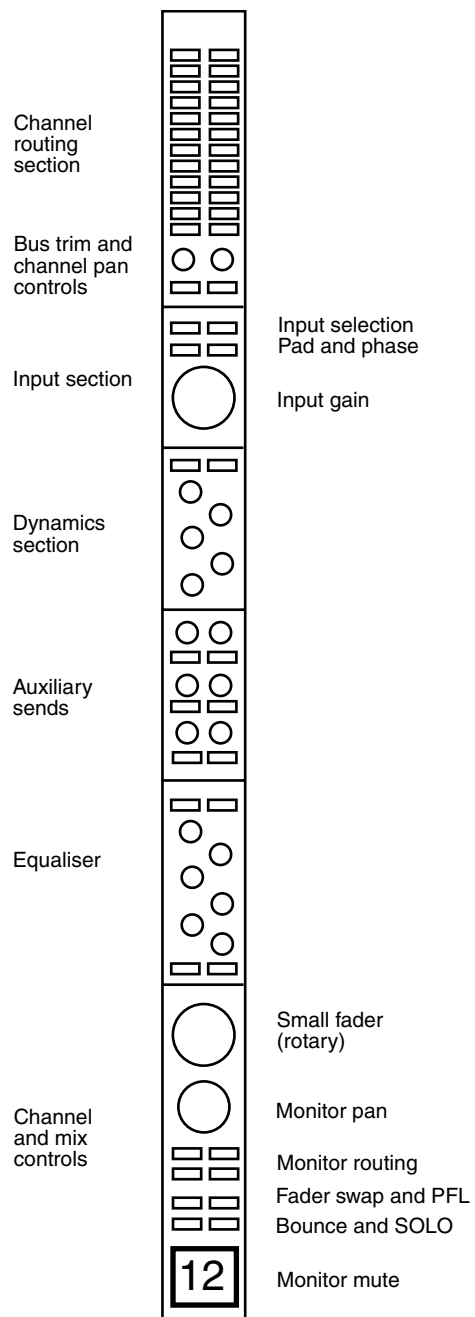 Channel
routing
section
Bus trim and
channel pan
controls
Input selection
Pad and phase
Input section
Input gain
Dynamics
section
Auxiliary
sends
Equaliser
Small fader
(rotary)
Monitor pan
Channel
and mix
controls
Monitor routing
Fader swap and PFL
Bounce and SOLO
12
Monitor mute